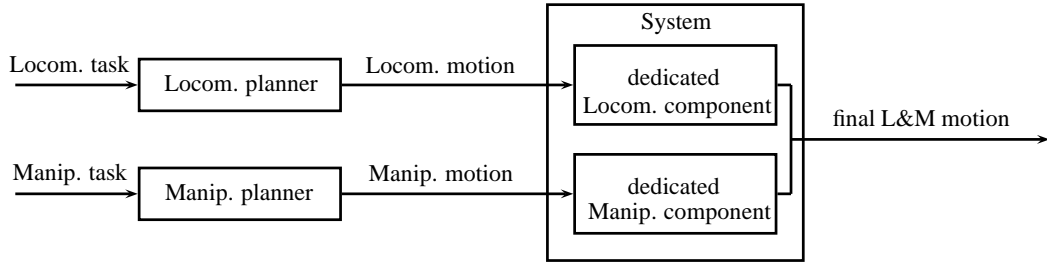 System
Locom. task
Locom. planner
Locom. motion
dedicated
Locom. component
final L&M motion
Manip. task
Manip. planner
Manip. motion
dedicated
Manip. component